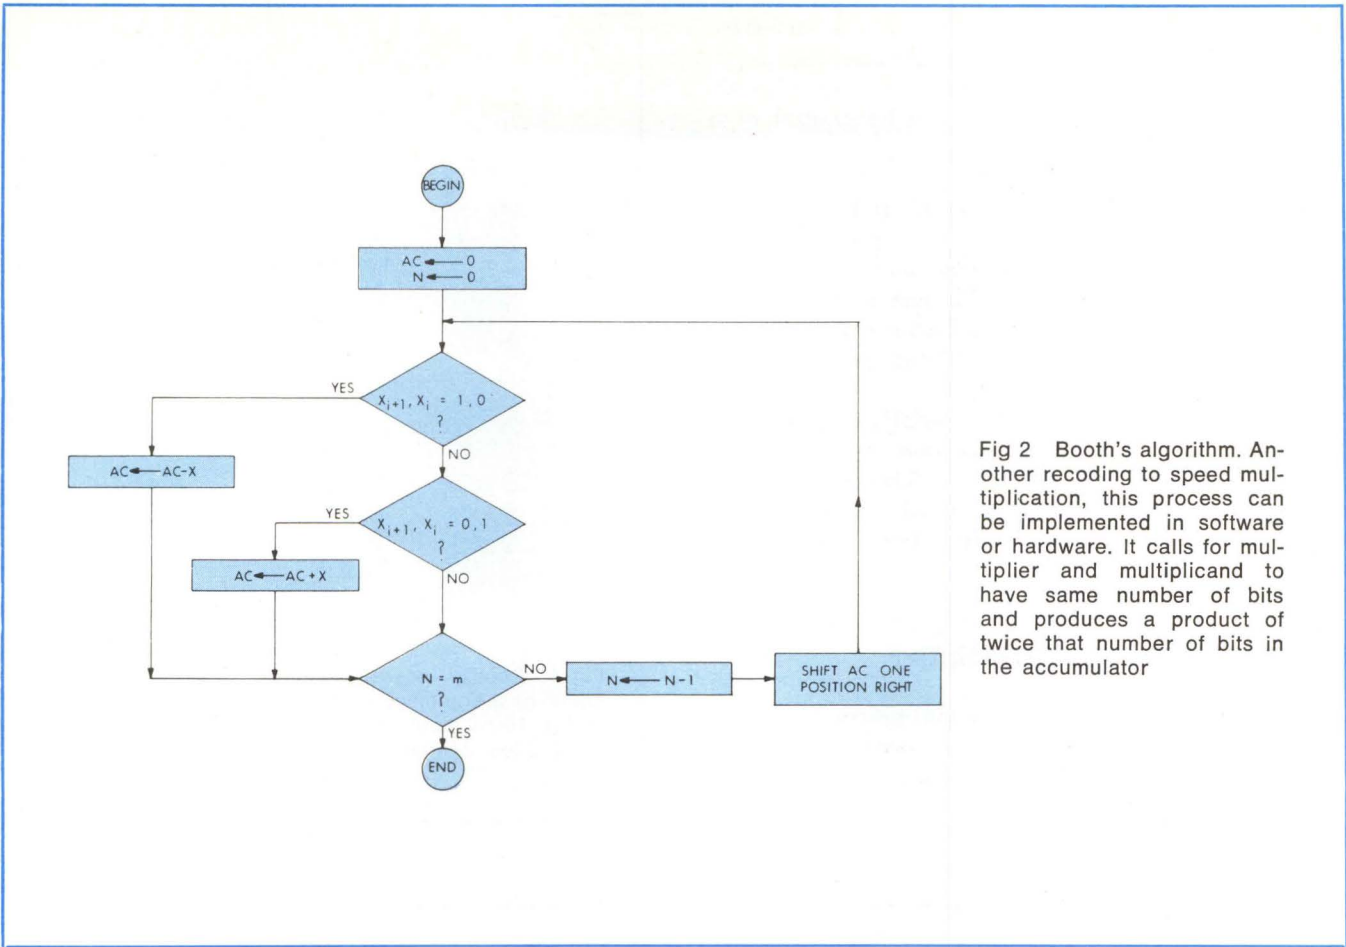 BEGIN
AC ← 0
N ← 0
X_{i+1}, X_i = 1,0
?
YES
NO
AC ← AC-X
X_{i+1}, X_i = 0,1
?
YES
NO
AC ← AC+X
N = m
?
NO
YES
N ← N-1
SHIFT AC ONE
POSITION RIGHT
END
Fig 2 Booth's algorithm. An-
other recoding to speed mul-
tiplication, this process can
be implemented in software
or hardware. It calls for mul-
tiplier and multiplicand to
have same number of bits
and produces a product of
twice that number of bits in
the accumulator